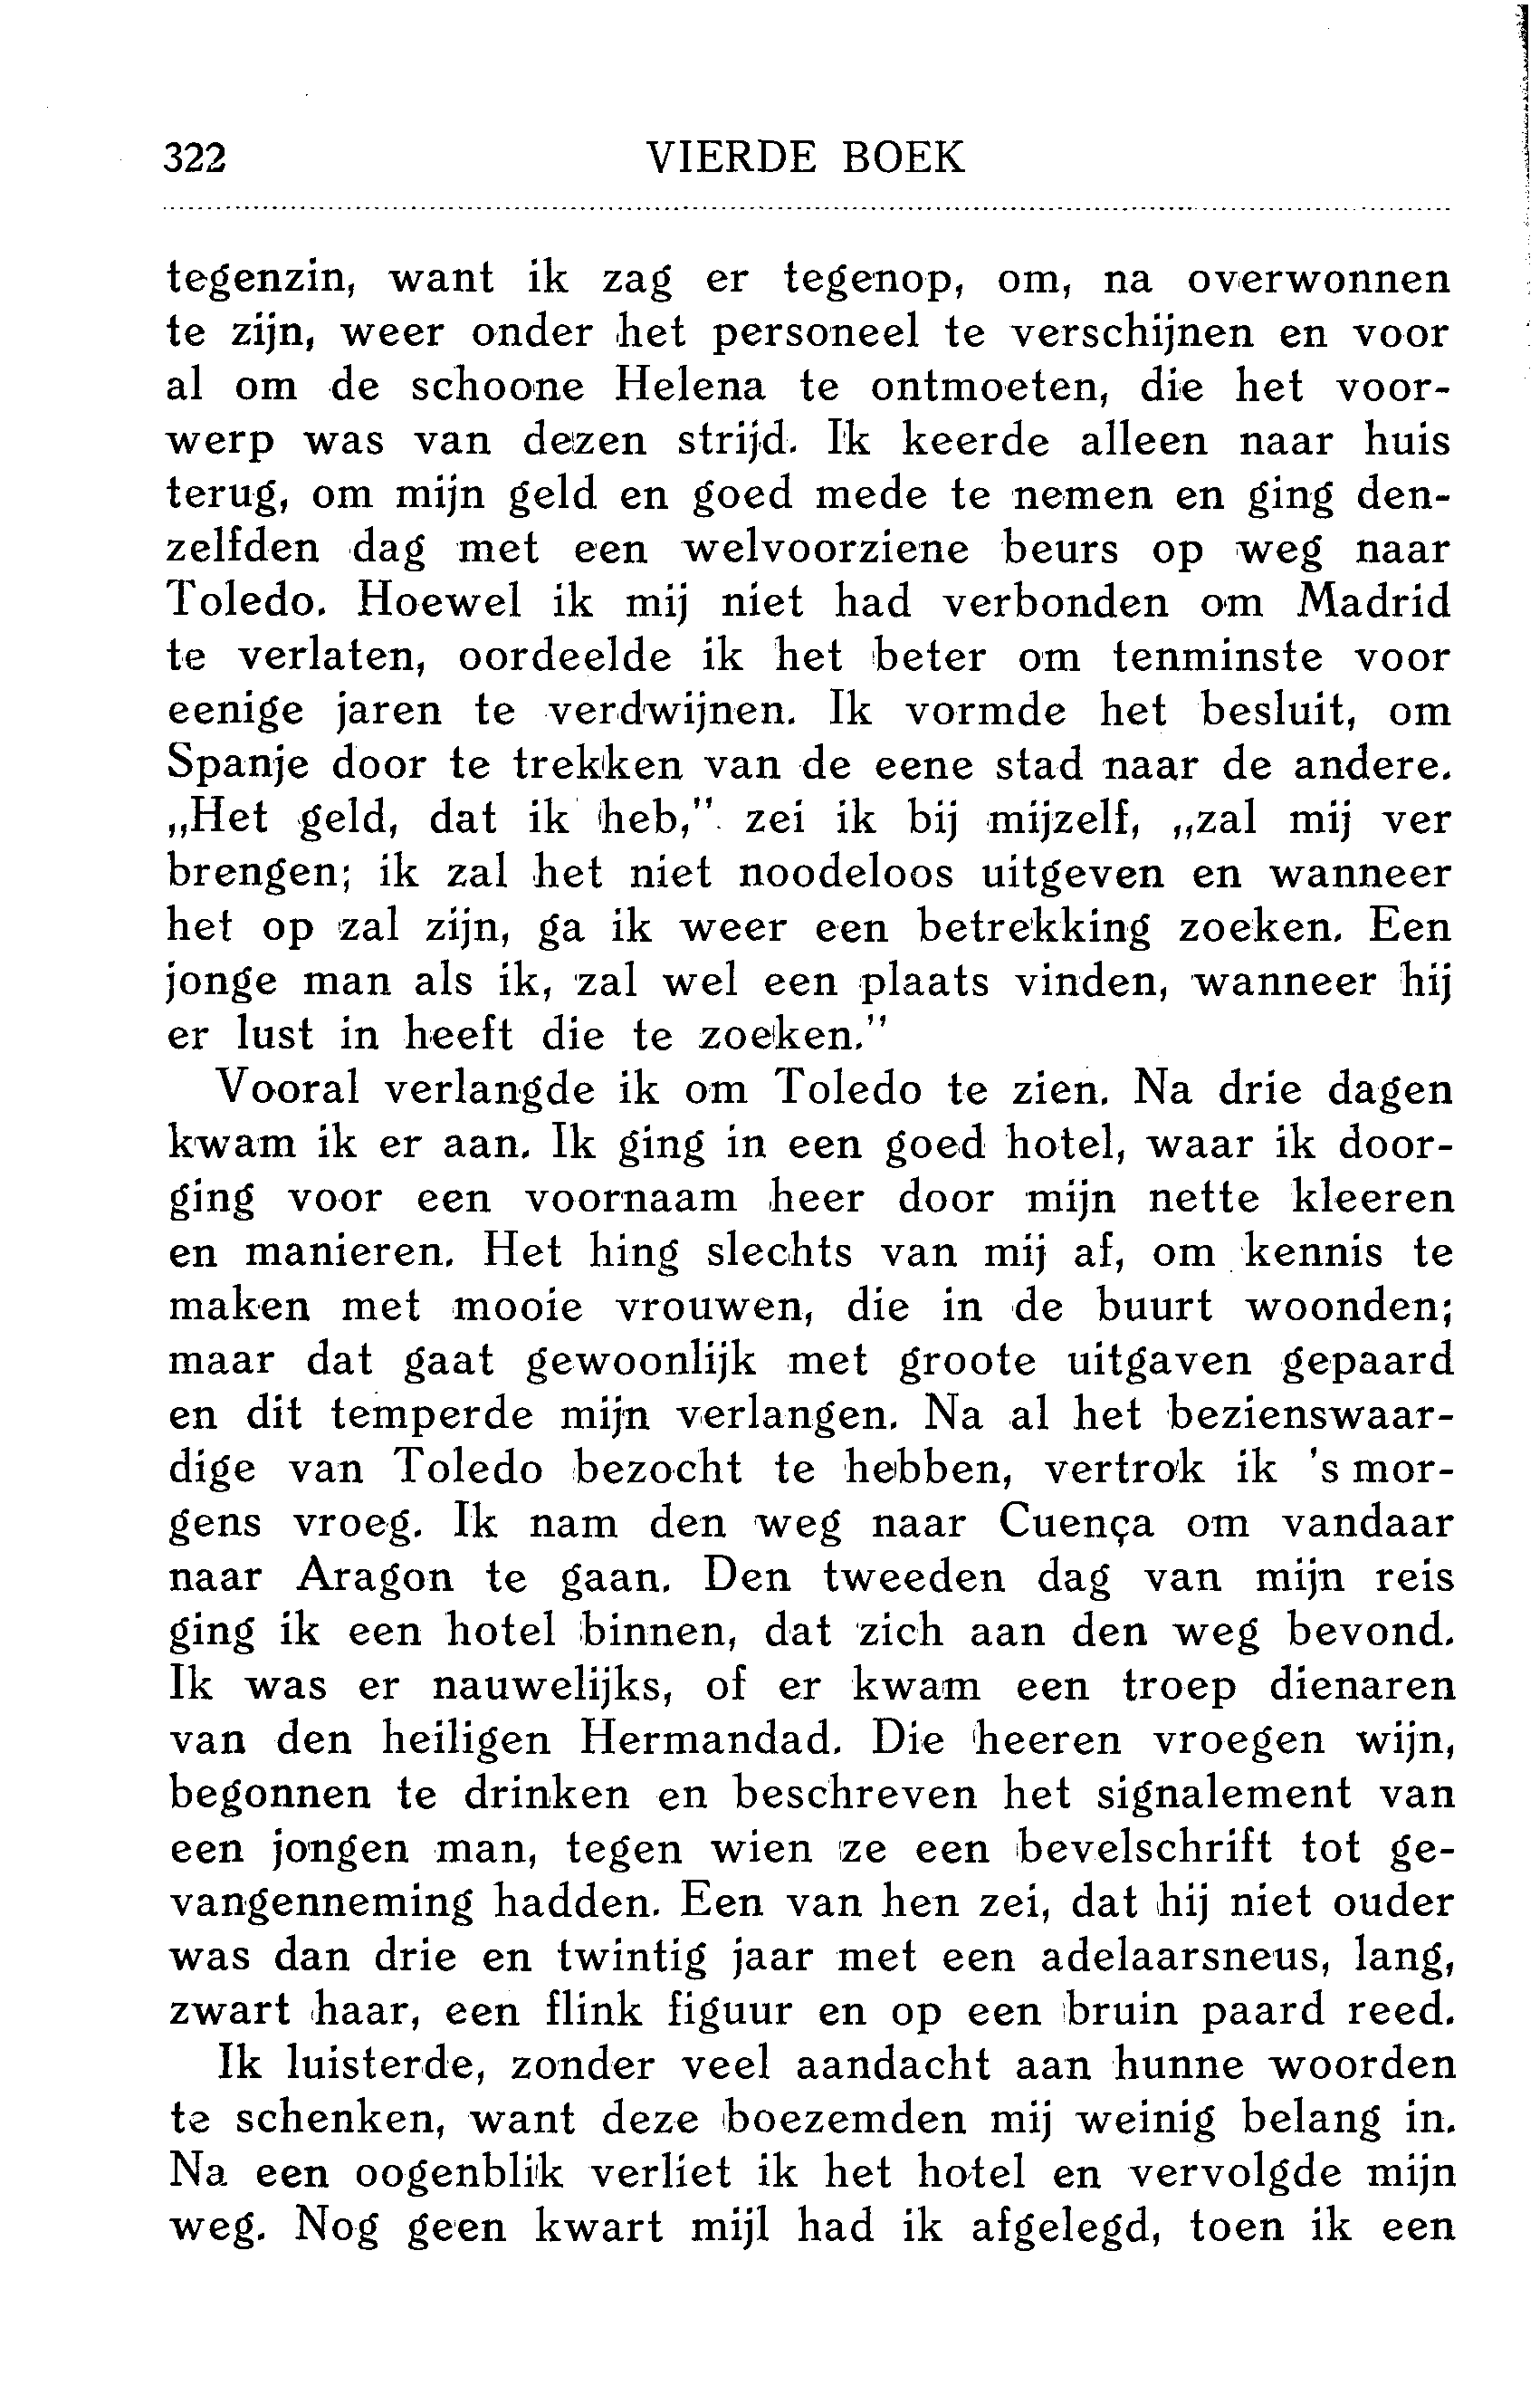 322 VIERDE BOEK
tegenzin, want ik zag er tegenop, om, na overwonnen
te zijn, weer onder het personeel te verschijnen en voor
al om de schoone Helena te ontmoeten, die het voor-
werp was van dezen strijd. Ik keerde alleen naar huis
terug, om mijn geld en goed mede te nemen en ging den-
zelfden dag met een welvoorziene beurs op weg naar
Toledo. Hoewel ik mij niet had verbonden om Madrid
te verlaten, oordeelde ik het beter om tenminste voor
eenige jaren te verdwijnen. Ik vormde het besluit, om
Spanje door te trekken van de eene stad naar de andere.
„Het geld, dat ik heb,” zei ik bij mijzelf, „zal mij ver
brengen; ik zal het niet noodeloos uitgeven en wanneer
het op zal zijn, ga ik weer een betrekking zoeken. Een
jonge man als ik, zal wel een plaats vinden, wanneer hij
er lust in heeft die te zoeken.”
Vooral verlangde ik om Toledo te zien. Na drie dagen
kwam ik er aan. Ik ging in een goed hotel, waar ik door-
ging voor een voornaam heer door mijn nette kleeren
en manieren. Het hing slechts van mij af, om kennis te
maken met mooie vrouwen, die in de buurt woonden;
maar dat gaat gewoonlijk met groote uitgaven gepaard
en dit temperde mijn verlangen. Na al het bezienswaar-
dige van Toledo bezocht te hebben, vertrok ik 's mor-
gens vroeg. Ik nam den weg naar Cuença om vandaar
naar Aragon te gaan. Den tweeden dag van mijn reis
ging ik een hotel binnen, dat zich aan den weg bevond.
Ik was er nauwelijks, of er kwam een troep dienaren
van den heiligen Hermandad. Die heeren vroegen wijn,
begonnen te drinken en beschreven het signalement van
een jongen man, tegen wien ze een bevelschrift tot ge-
vangenneming hadden. Een van hen zei, dat hij niet ouder
was dan drie en twintig jaar met een adelaarsneus, lang,
zwart haar, een flink figuur en op een bruin paard reed.
Ik luisterde, zonder veel aandacht aan hunne woorden
te schenken, want deze boezemden mij weinig belang in.
Na een oogenblik verliet ik het hotel en vervolgde mijn
weg. Nog geen kwart mijl had ik afgelegd, toen ik een